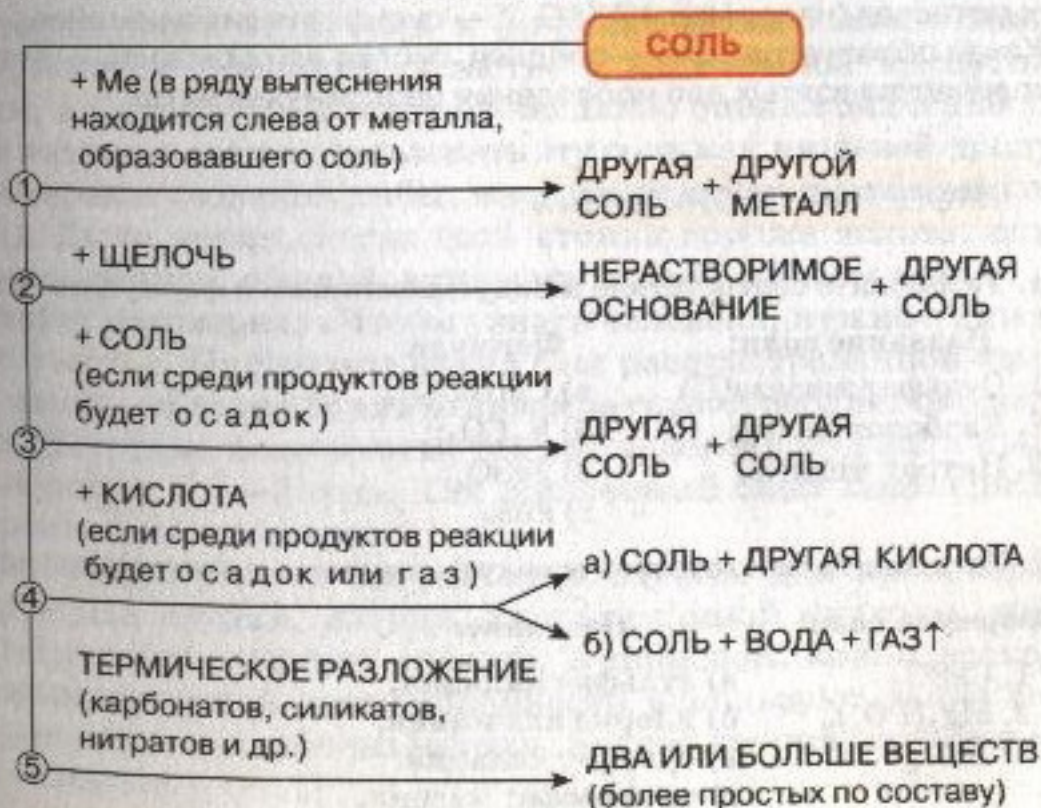 СОЛЬ
+ Ме (в ряду вытеснения
находится слева от металла,
образовавшего соль)
① ДРУГАЯ СОЛЬ + ДРУГОЙ МЕТАЛЛ
+ ЩЕЛОЧЬ
② НЕРАСТВОРИМОЕ ОСНОВАНИЕ + ДРУГАЯ СОЛЬ
+ СОЛЬ
(если среди продуктов реакции
будет осадок)
③ ДРУГАЯ СОЛЬ + ДРУГАЯ СОЛЬ
+ КИСЛОТА
(если среди продуктов реакции
будет осадок или газ)
④ а) СОЛЬ + ДРУГАЯ КИСЛОТА
б) СОЛЬ + ВОДА + ГАЗ↑
ТЕРМИЧЕСКОЕ РАЗЛОЖЕНИЕ
(карбонатов, силикатов,
нитратов и др.)
⑤ ДВА ИЛИ БОЛЬШЕ ВЕЩЕСТВ
(более простых по составу)